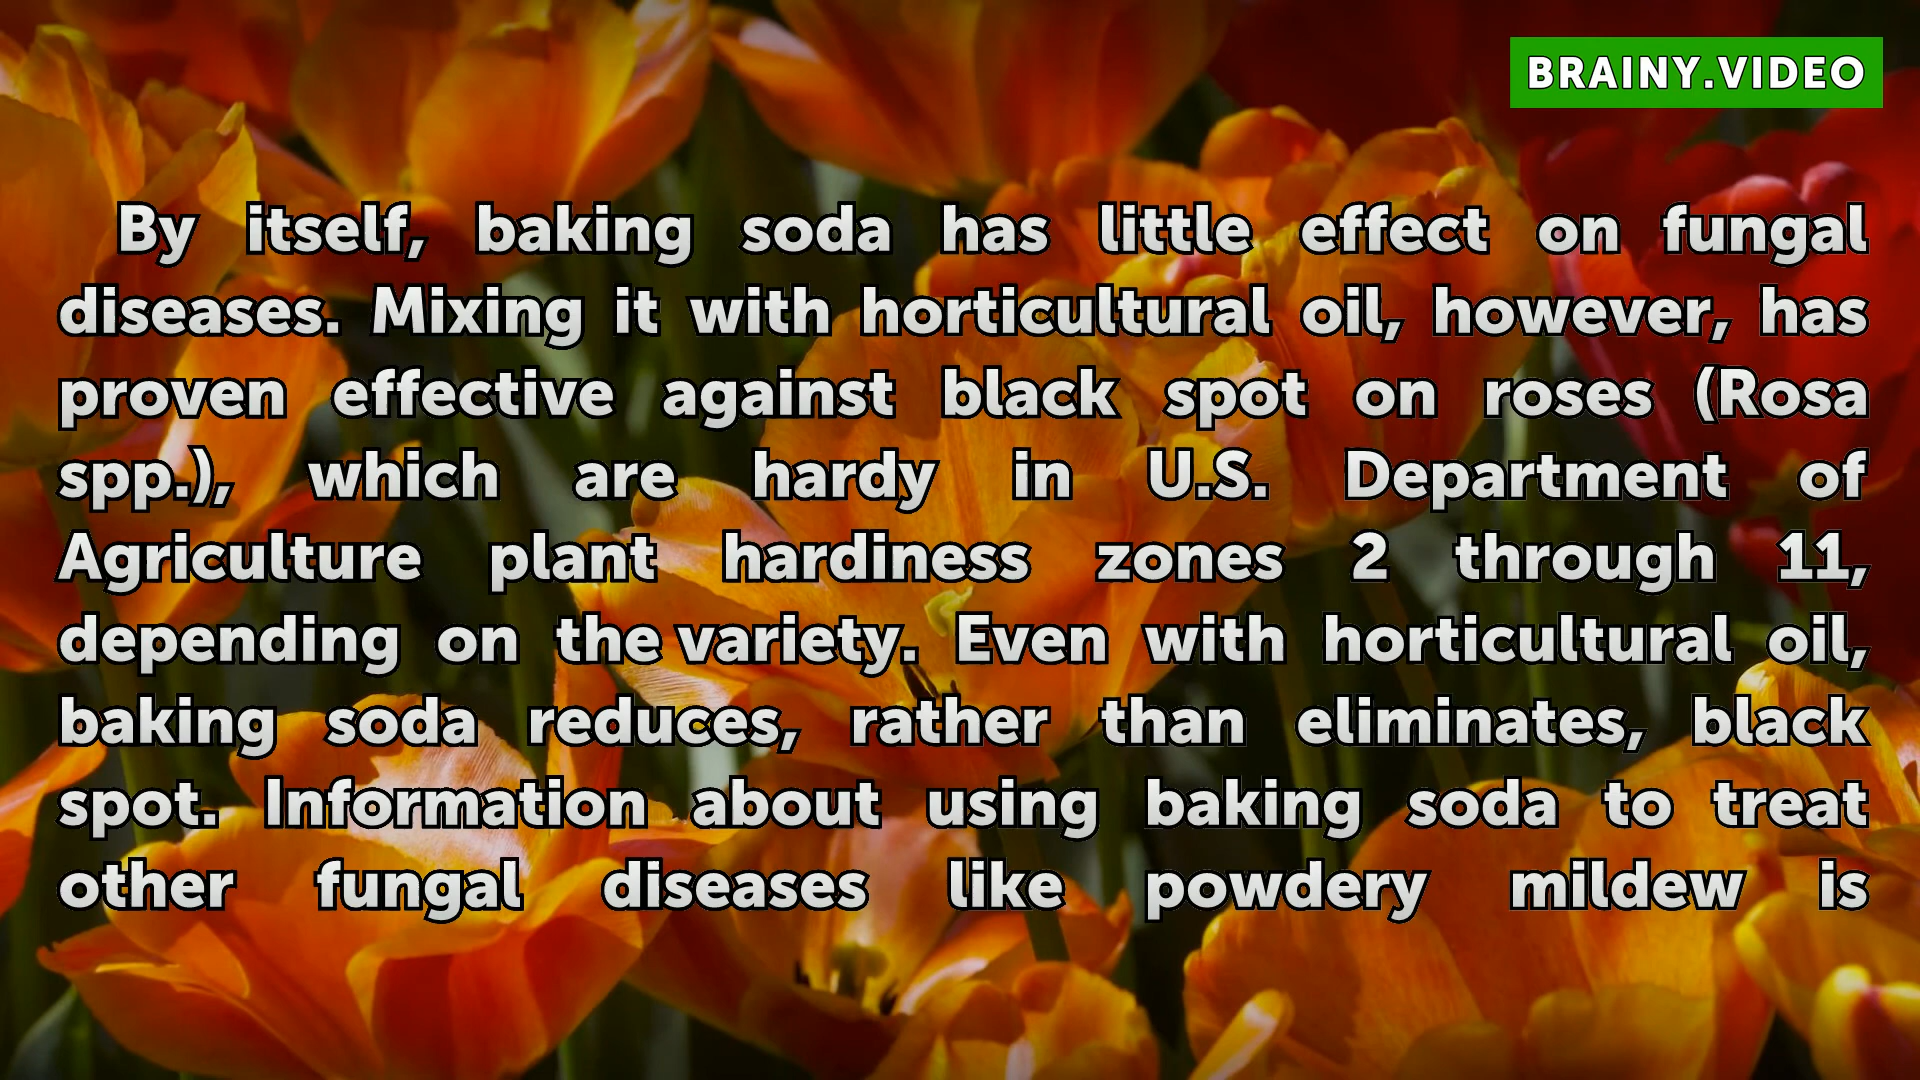 BRAINY.VIDEO
By itself, baking soda has little effect on fungal
diseases. Mixing it with horticultural oil, however, has
proven effective against black spot on roses (Rosa
spp.), which are hardy in U.S. Department of
Agriculture plant hardiness zones 2 through 11,
depending on the variety. Even with horticultural oil,
baking soda reduces, rather than eliminates, black
spot. Information about using baking soda to treat
other fungal diseases like powdery mildew is